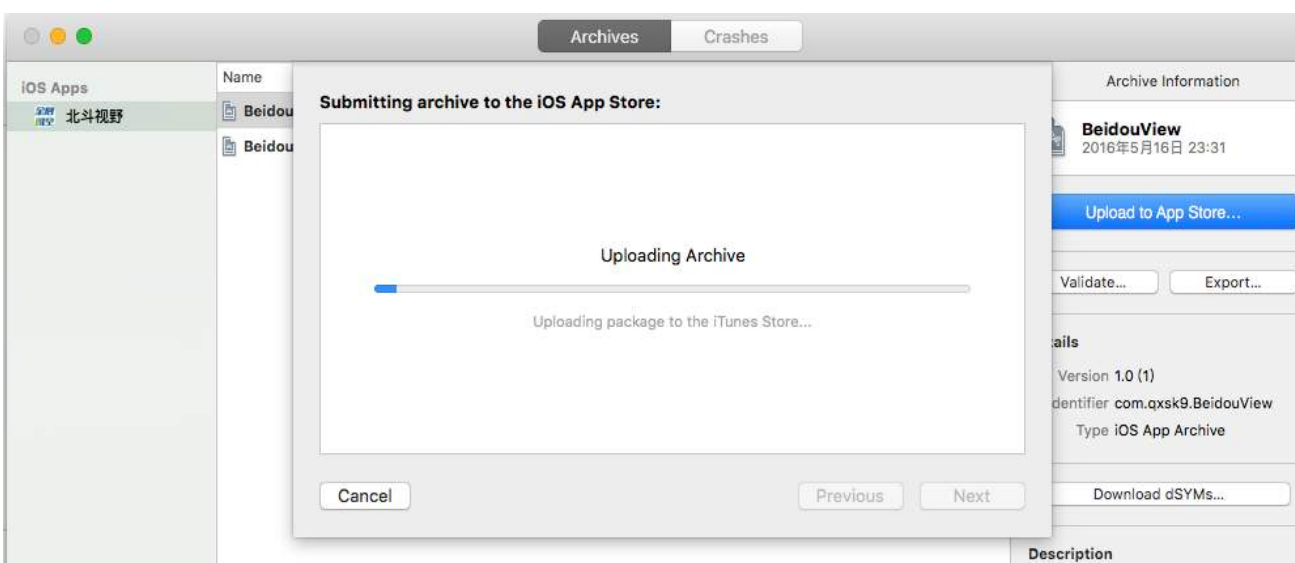 Archives
Crashes
iOS Apps
北斗视野
Name
Beidou
Beidou
Submitting archive to the iOS App Store:
Uploading Archive
Uploading package to the iTunes Store...
Cancel
Previous
Next
Archive Information
BeidouView
2016年5月16日 23:31
Upload to App Store...
Validate...
Export...
ails
Version 1.0 (1)
dentifier com.qxsk9.BeidouView
Type iOS App Archive
Download dSYMs...
Description